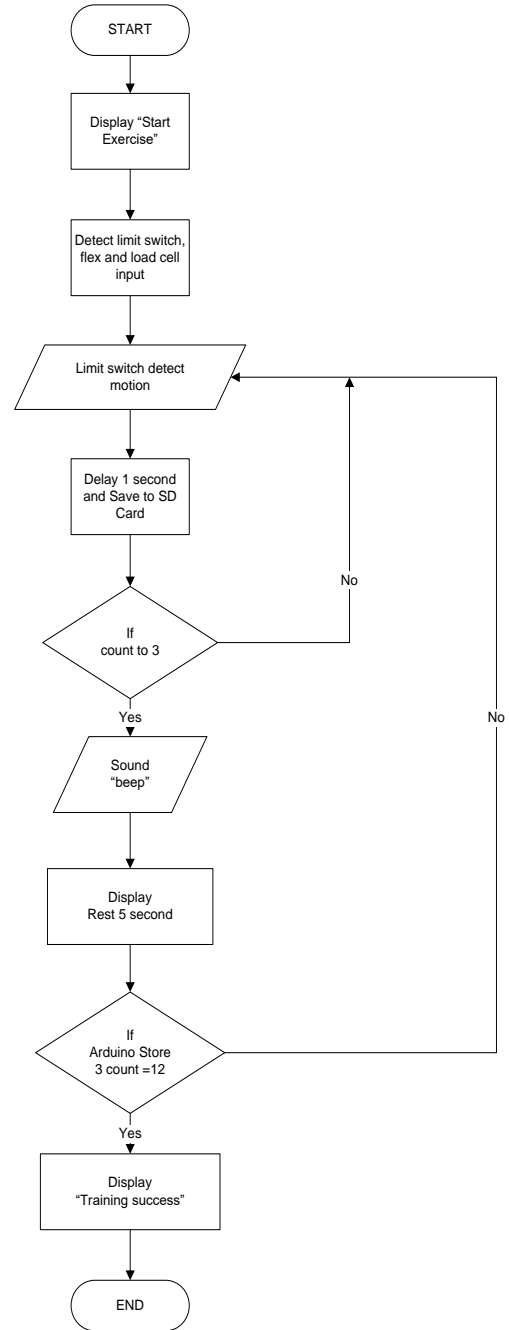 START
Display “Start
Exercise”
Detect limit switch,
flex and load cell
input
Limit switch detect
motion
Delay 1 second
and Save to SD
Card
No
If
count to 3
Yes
No
Sound
“beep”
Display
Rest 5 second
If
Arduino Store
3 count =12
Yes
Display
“Training success”
END